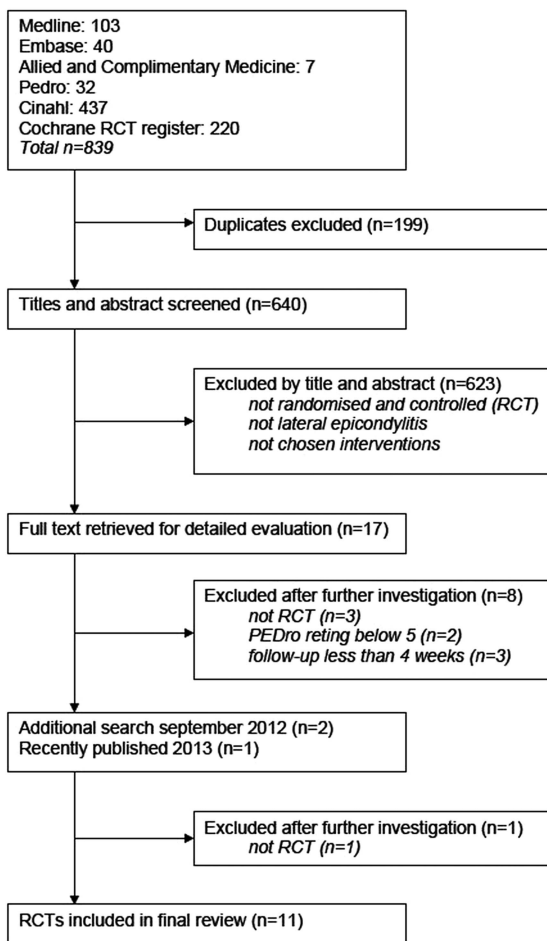 Medline: 103
Embase: 40
Allied and Complimentary Medicine: 7
Pedro: 32
Cinahl: 437
Cochrane RCT register: 220
Total n=839
Duplicates excluded (n=199)
Titles and abstract screened (n=640)
Excluded by title and abstract (n=623)
not randomised and controlled (RCT)
not lateral epicondylitis
not chosen interventions
Full text retrieved for detailed evaluation (n=17)
Excluded after further investigation (n=8)
not RCT (n=3)
PEDro reting below 5 (n=2)
follow-up less than 4 weeks (n=3)
Additional search september 2012 (n=2)
Recently published 2013 (n=1)
Excluded after further investigation (n=1)
not RCT (n=1)
RCTs included in final review (n=11)